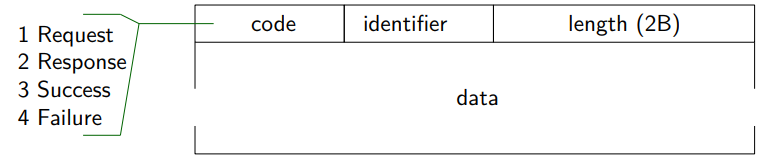 code identifier length (2B)
1 Request
2 Response
3 Success
4 Failure
data